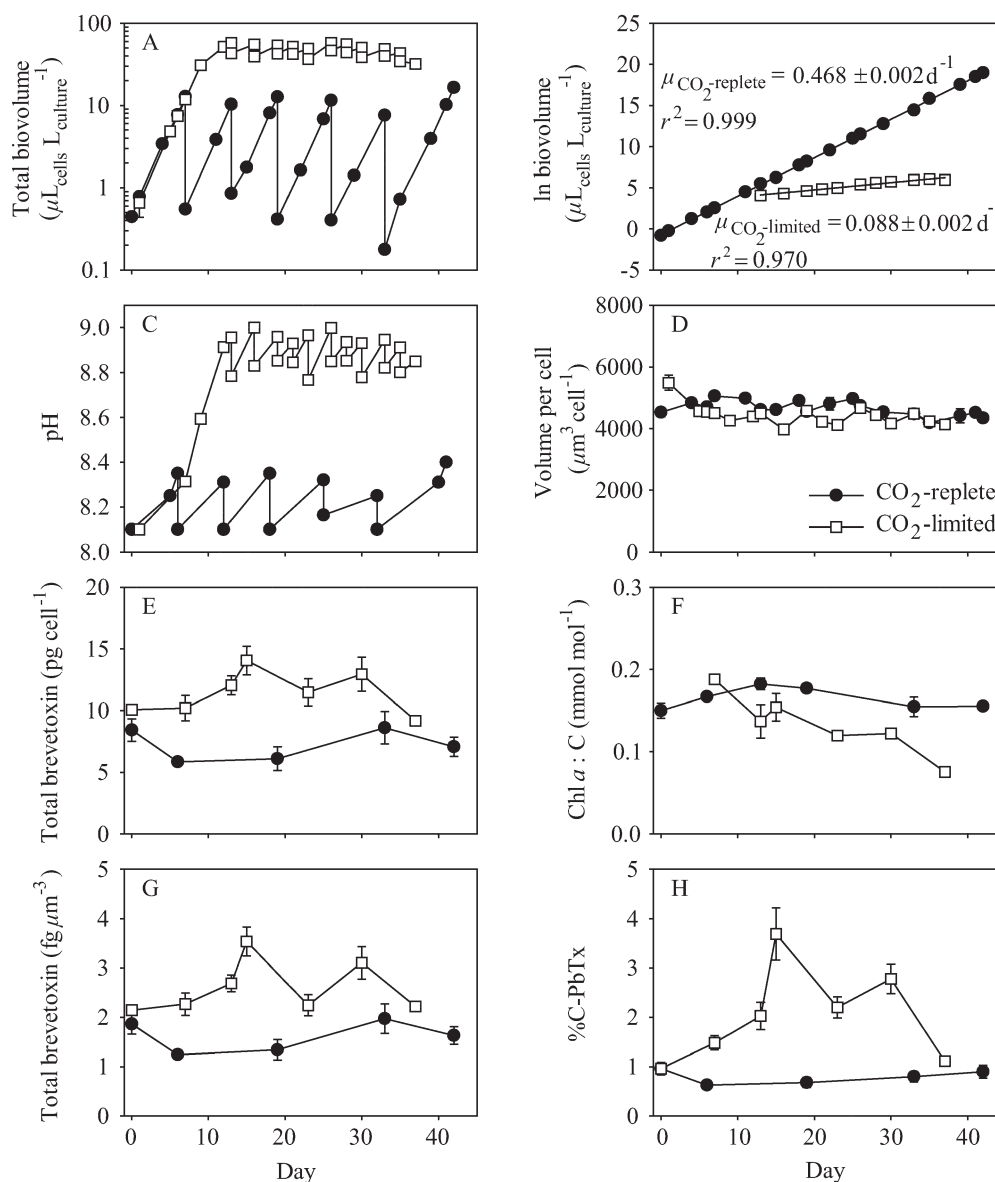 A
Total biovolume
(μL_cells L_culture^-1)
100
10
1
0.1
ln biovolume
(μL_cells L_culture^-1)
25
20
15
10
5
0
-5
μ_CO2-replete = 0.468 ±0.002 d^-1
r^2 = 0.999
μ_CO2-limited = 0.088 ± 0.002 d^-
r^2 = 0.970
C
pH
9.0
8.8
8.6
8.4
8.2
8.0
D
Volume per cell
(μm^3 cell^-1)
8000
6000
4000
2000
0
CO2-replete
CO2-limited
E
Total brevetoxin (pg cell^-1)
20
15
10
5
0
F
Chl a : C (mmol mol^-1)
0.3
0.2
0.1
0.0
G
Total brevetoxin (fg μm^-3)
5
4
3
2
1
0
0 10 20 30 40
Day
H
%C-PbTx
5
4
3
2
1
0
0 10 20 30 40
Day